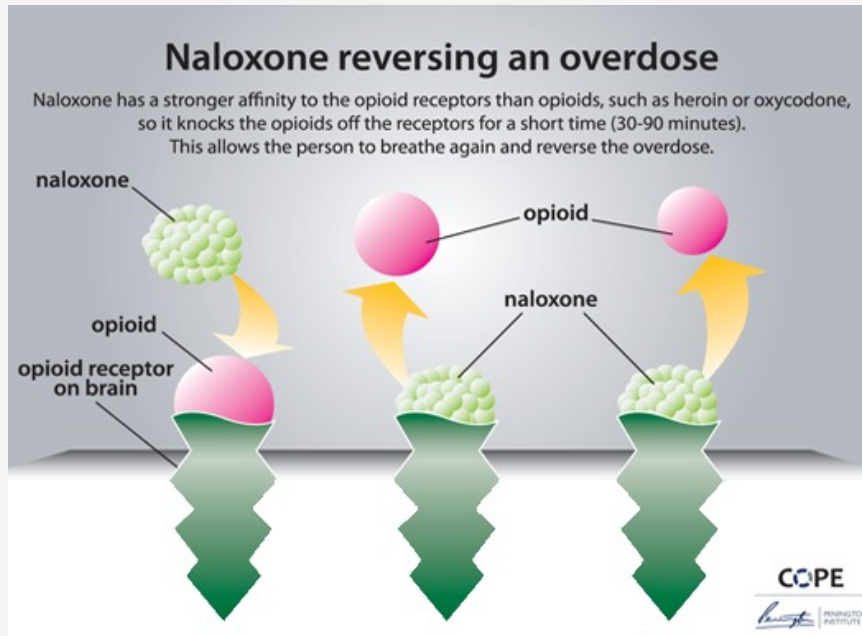 Naloxone reversing an overdose
Naloxone has a stronger affinity to the opioid receptors than opioids, such as heroin or oxycodone,
so it knocks the opioids off the receptors for a short time (30-90 minutes).
This allows the person to breathe again and reverse the overdose.
naloxone
opioid
opioid
naloxone
opioid receptor
on brain
COPE
PENINGTON
INSTITUTE